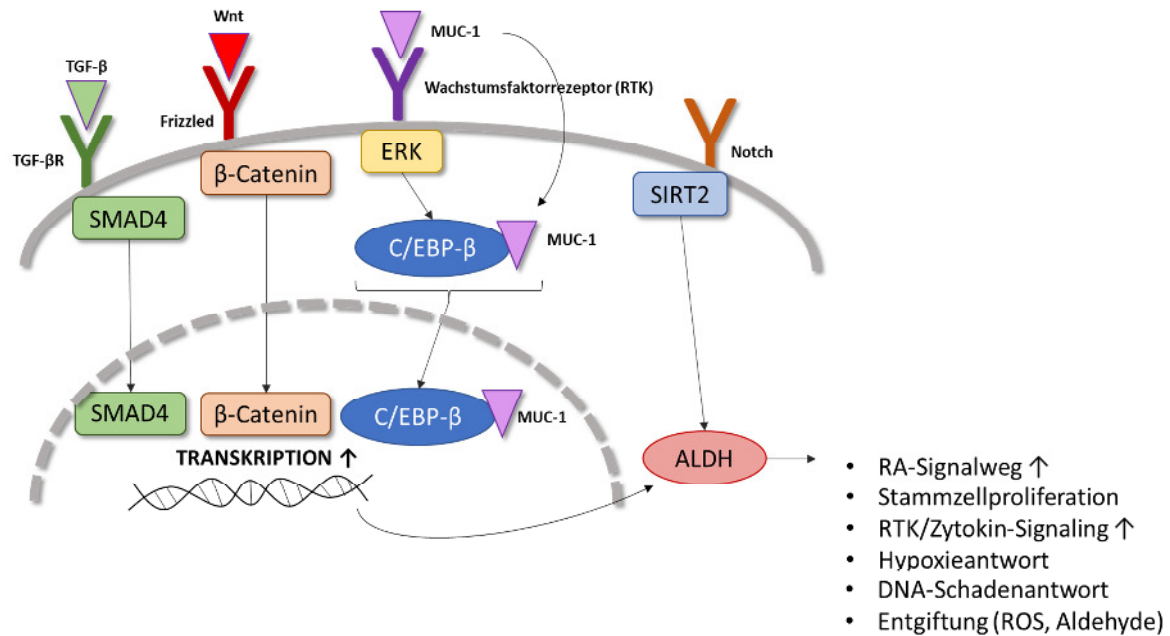 Wnt
MUC-1
TGF-β
Wachstumsfaktorrezeptor (RTK)
Frizzled
Notch
TGF-βR
ERK
β-Catenin
SIRT2
SMAD4
C/EBP-β
MUC-1
SMAD4
β-Catenin
C/EBP-β
MUC-1
TRANSKRIPTION ↑
ALDH
• RA-Signalweg ↑
• Stammzellproliferation
• RTK/Zytokin-Signaling ↑
• Hypoxieantwort
• DNA-Schadenantwort
• Entgiftung (ROS, Aldehyde)